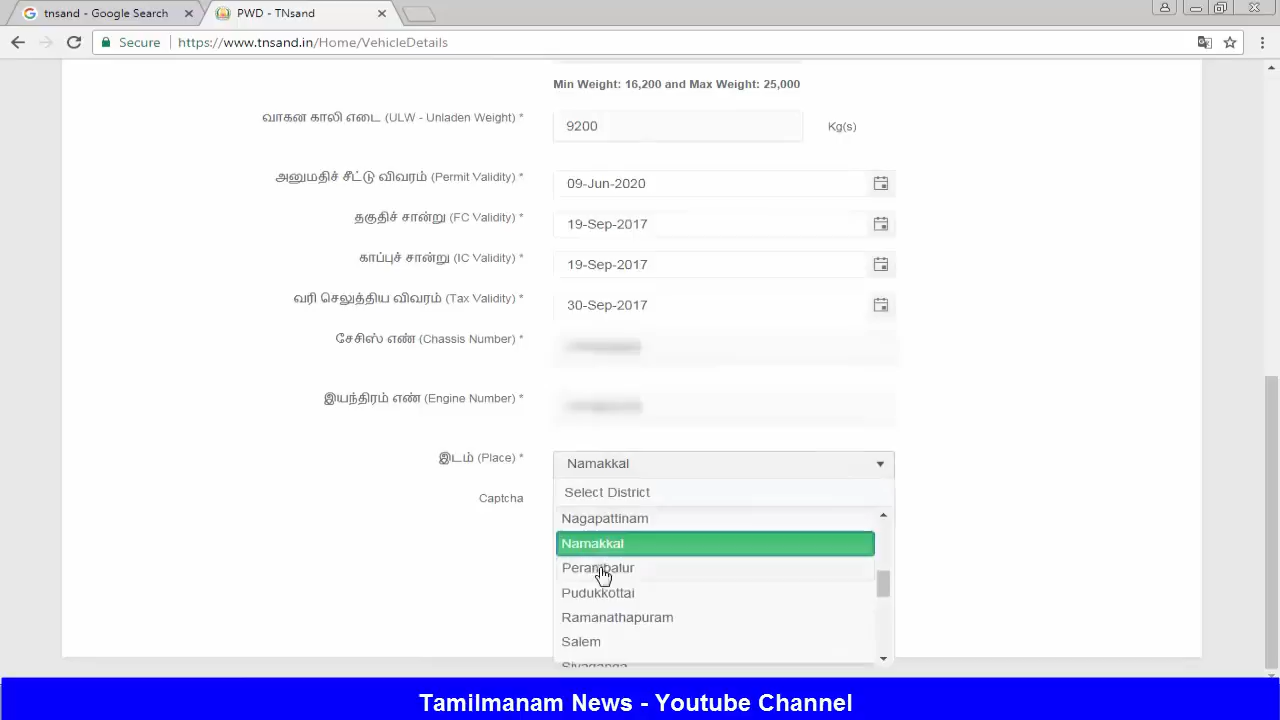 tnsand - Google Search
PWD - TNsand
Secure
https://www.tnsand.in/Home/VehicleDetails
Min Weight: 16,200 and Max Weight: 25,000
வாகன காலி எடை (ULW - Unladen Weight) *
9200
Kg(s)
அனுமதிச் சீட்டு விவரம் (Permit Validity) *
09-Jun-2020
தகுதிச் சான்று (FC Validity) *
19-Sep-2017
காப்புச் சான்று (IC Validity) *
19-Sep-2017
வரி செலுத்திய விவரம் (Tax Validity) *
30-Sep-2017
சேசிஸ் எண் (Chassis Number) *
இயந்திரம் எண் (Engine Number) *
இடம் (Place) *
Namakkal
Captcha
Select District
Nagapattinam
Namakkal
Perambalur
Pudukkottai
Ramanathapuram
Salem
Sivaganga
Tamilmanam News - Youtube Channel